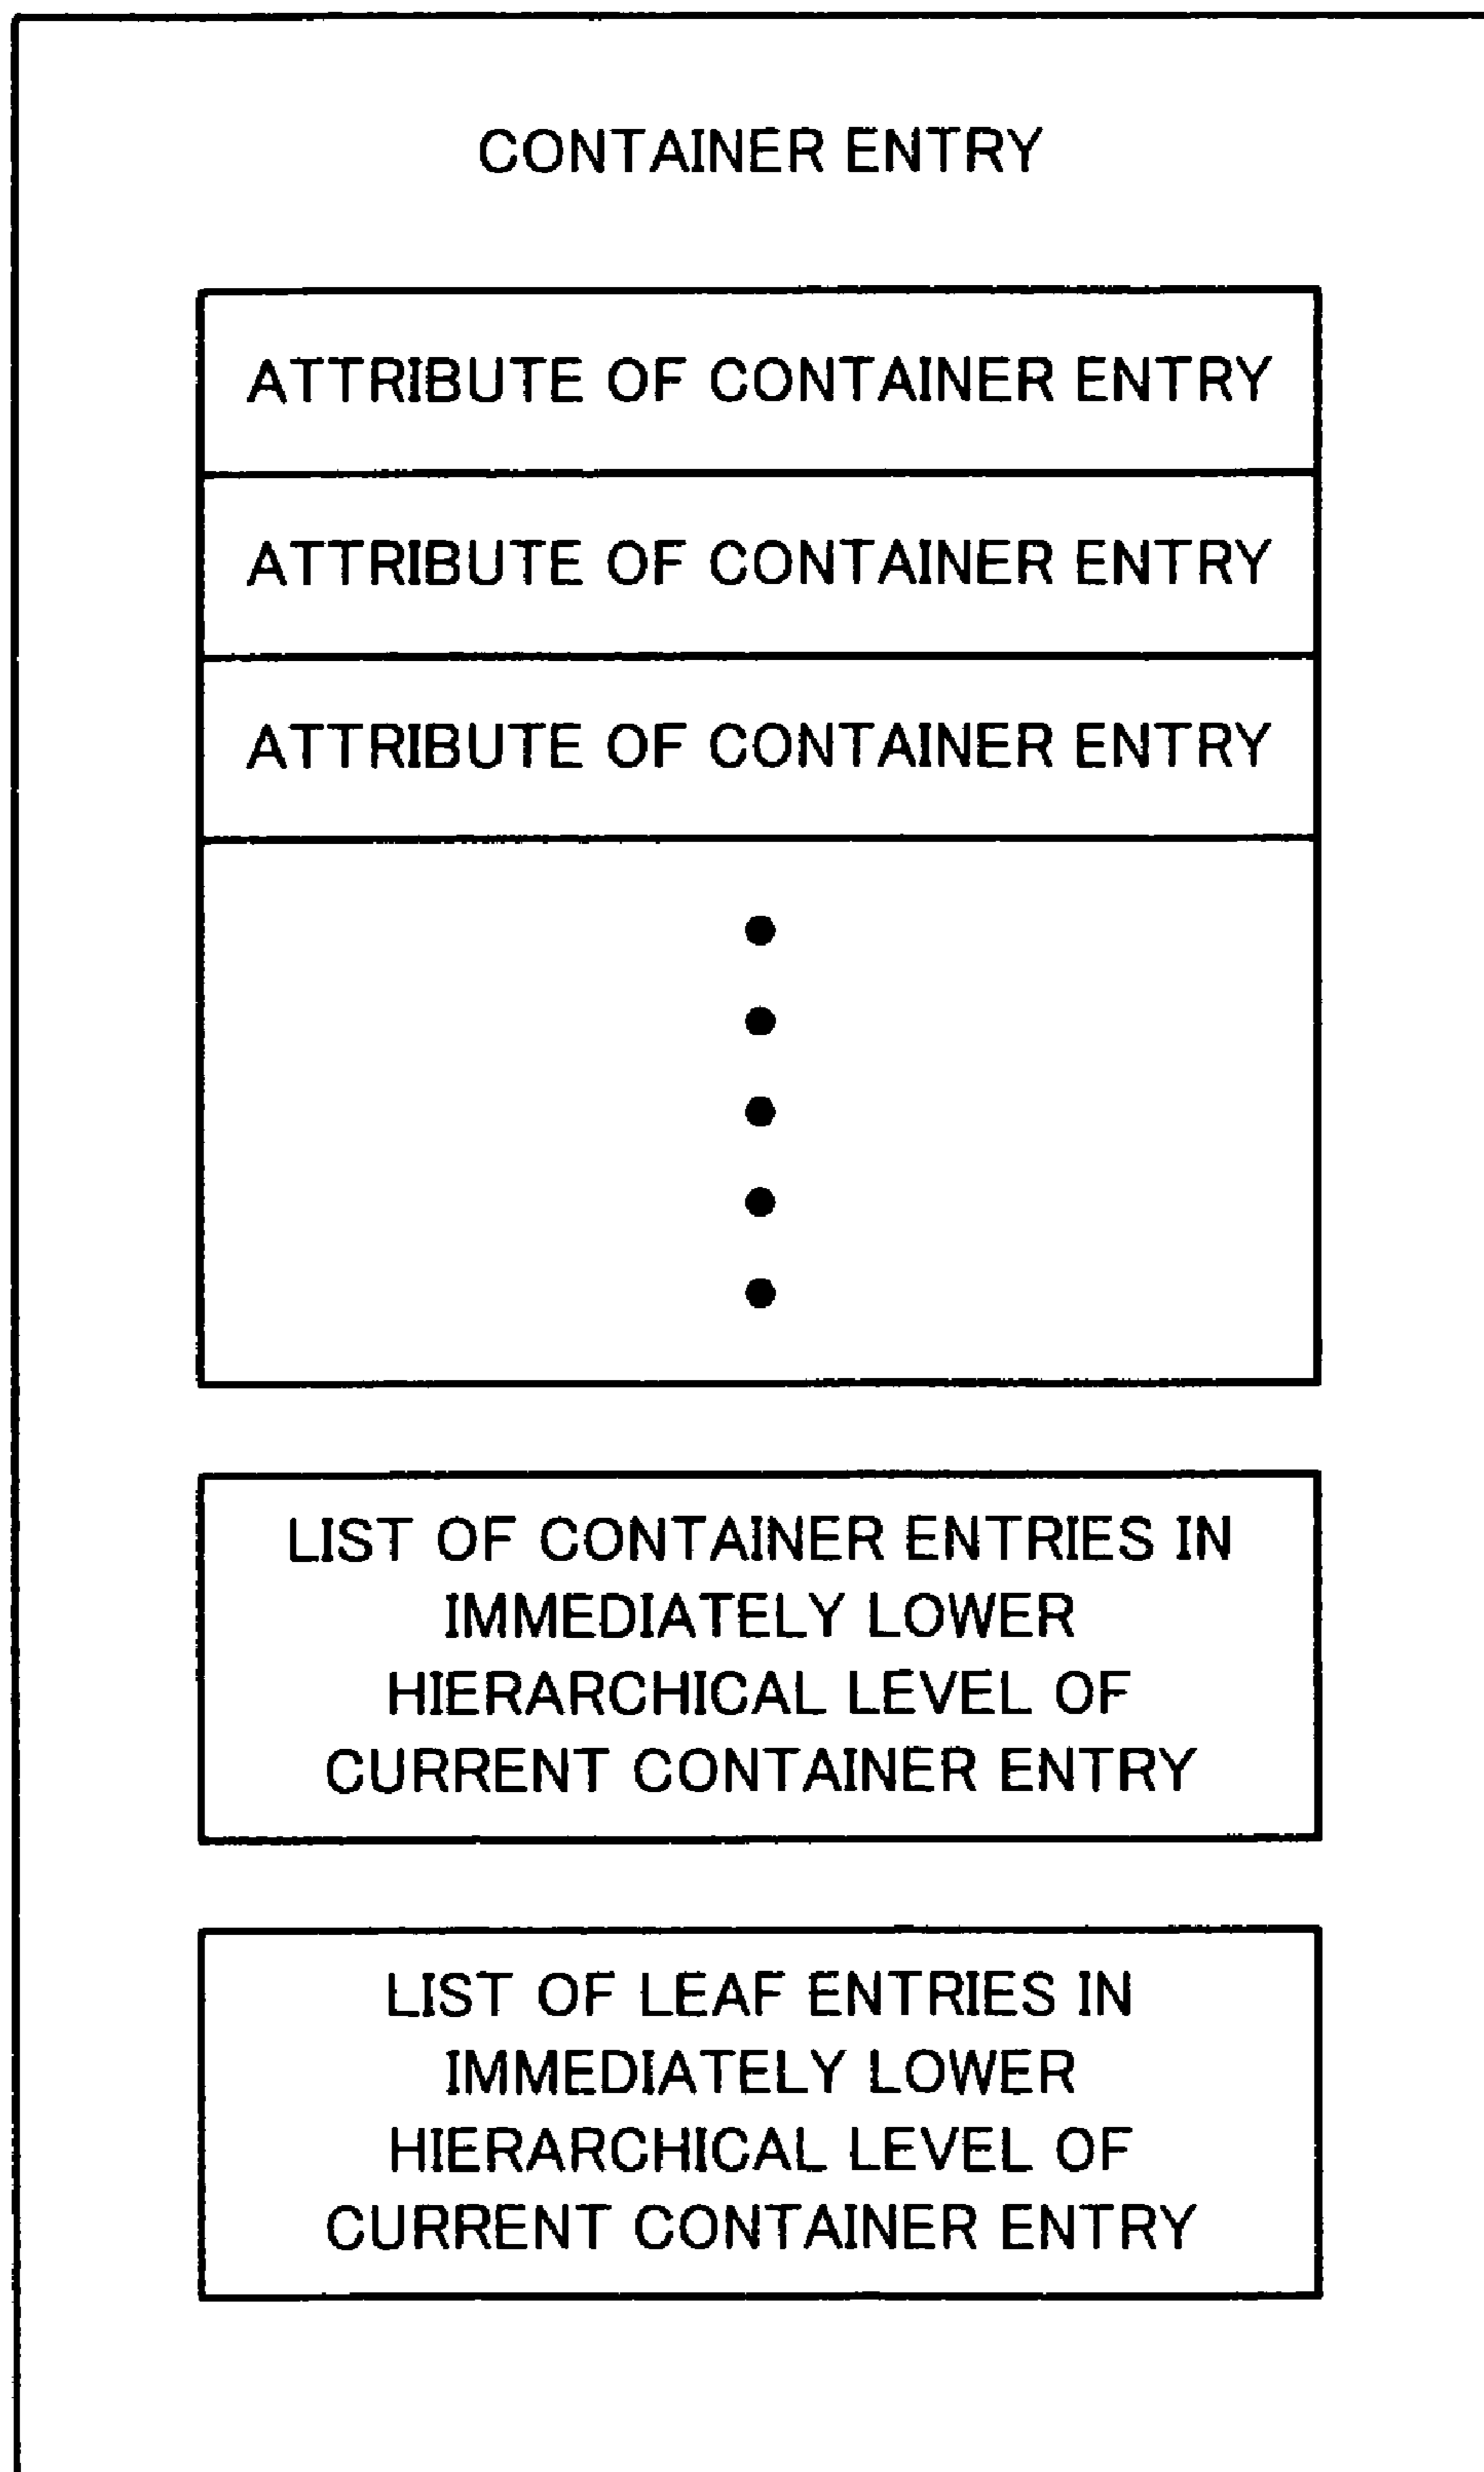 CONTAINER ENTRY
ATTRIBUTE OF CONTAINER ENTRY
ATTRIBUTE OF CONTAINER ENTRY
ATTRIBUTE OF CONTAINER ENTRY
LIST OF CONTAINER ENTRIES IN
IMMEDIATELY LOWER
HIERARCHICAL LEVEL OF
CURRENT CONTAINER ENTRY
LIST OF LEAF ENTRIES IN
IMMEDIATELY LOWER
HIERARCHICAL LEVEL OF
CURRENT CONTAINER ENTRY